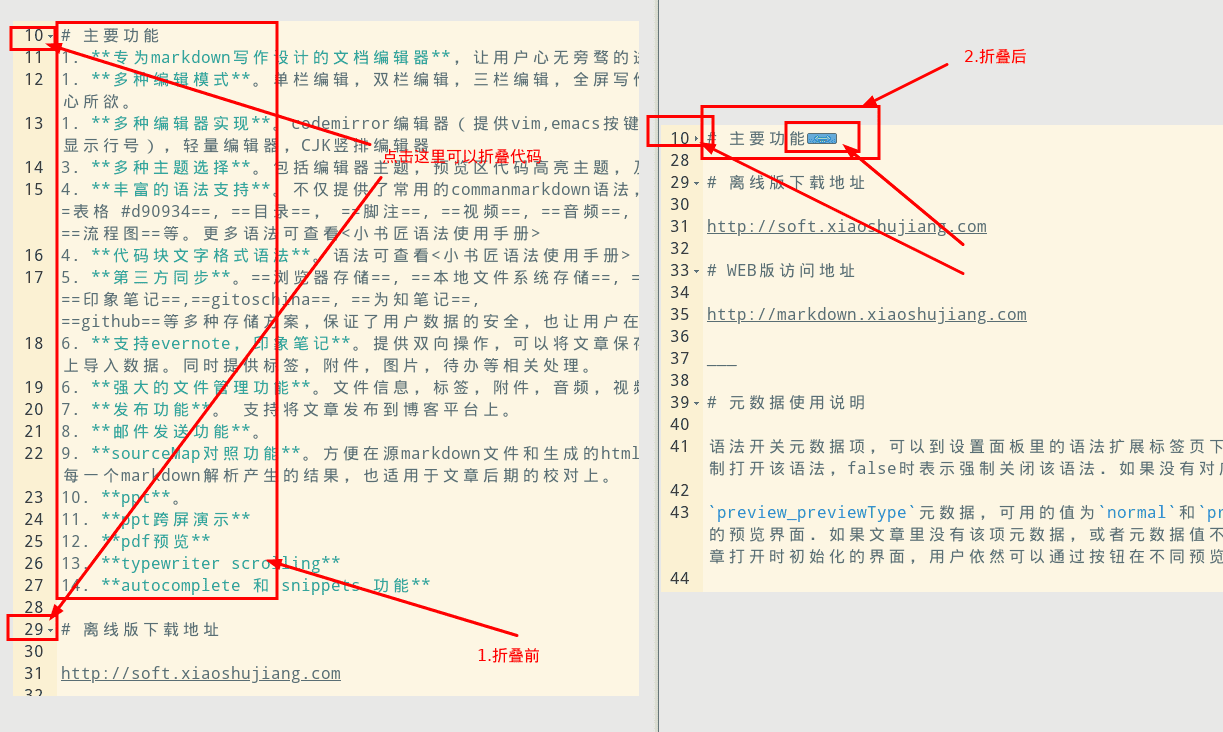 10 # 主要功能
11 1. **专为markdown写作设计的文档编辑器**, 让用户心无旁骛的
12 1. **多种编辑模式**。单栏编辑, 双栏编辑, 三栏编辑, 全屏写
心所欲。
13 1. **多种编辑器实现**。codemirror编辑器 ( 提供vim,emacs按键
显示行号 ) , 轻量编辑器, CJK竖排编辑器
点击这里可以折叠代码
14 3. **多种主题选择**。包括编辑器主题, 预览区代码高亮主题,
15 4. **丰富的语法支持**。不仅提供了常用的commanmarkdown语法,
=表格 #d90934==, ==目录==, ==脚注==, ==视频==, ==音频==,
==流程图==等。更多语法可查看<小书匠语法使用手册>
16 4. **代码块文字格式语法**。语法可查看<小书匠语法使用手册>
17 5. **第三方同步**。==浏览器存储==, ==本地文件系统存储==,
==印象笔记==,==gitoschina==, ==为知笔记==,
==github==等多种存储方案, 保证了用户数据的安全, 也让用户在
18 6. **支持evernote, 印象笔记**。提供双向操作, 可以将文章保
上导入数据。同时提供标签, 附件, 图片, 待办等相关处理。
19 6. **强大的文件管理功能**。文件信息, 标签, 附件, 音频, 视
20 7. **发布功能**。 支持将文章发布到博客平台上。
21 8. **邮件发送功能**。
22 9. **sourceMap对照功能**。方便在源markdown文件和生成的html
每一个markdown解析产生的结果, 也适用于文章后期的校对上。
23 10. **ppt**。
24 11. **ppt跨屏演示**
25 12. **pdf预览**
26 13. **typewriter scrolling**
27 14. **autocomplete 和 snippets 功能**
28
29 # 离线版下载地址
30
1.折叠前
31 http://soft.xiaoshujiang.com
32
2.折叠后
10 # 主要功能
28
29 # 离线版下载地址
30
31 http://soft.xiaoshujiang.com
32
33 # WEB版访问地址
34
35 http://markdown.xiaoshujiang.com
36
37 ___
38
39 # 元数据使用说明
40
41 语法开关元数据项, 可以到设置面板里的语法扩展标签页下
制打开该语法, false时表示强制关闭该语法. 如果没有对
42
43 `preview_previewType`元数据, 可用的值为`normal`和`pr
的预览界面. 如果文章里没有该项元数据, 或者元数据值不
章打开时初始化的界面, 用户依然可以通过按钮在不同预览
44